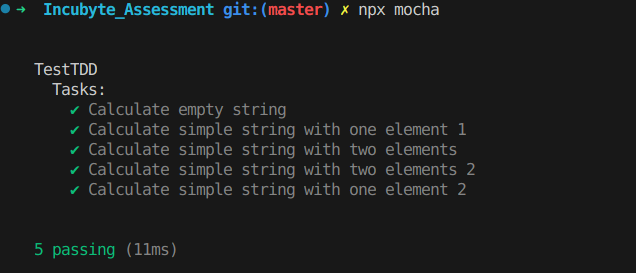 ➜ Incubyte_Assessment git:(master) ✗ npx mocha
TestTDD
Tasks:
✔ Calculate empty string
✔ Calculate simple string with one element 1
✔ Calculate simple string with two elements
✔ Calculate simple string with two elements 2
✔ Calculate simple string with one element 2
5 passing (11ms)